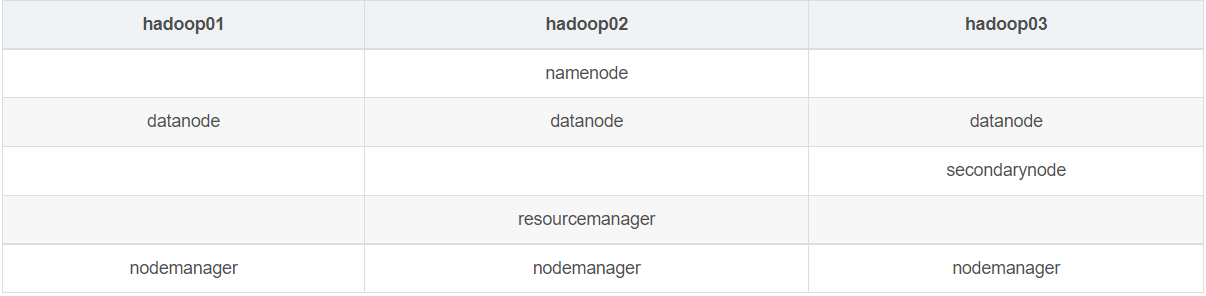 hadoop01 hadoop02 hadoop03
namenode
datanode datanode datanode
secondarynode
resourcemanager
nodemanager nodemanager nodemanager